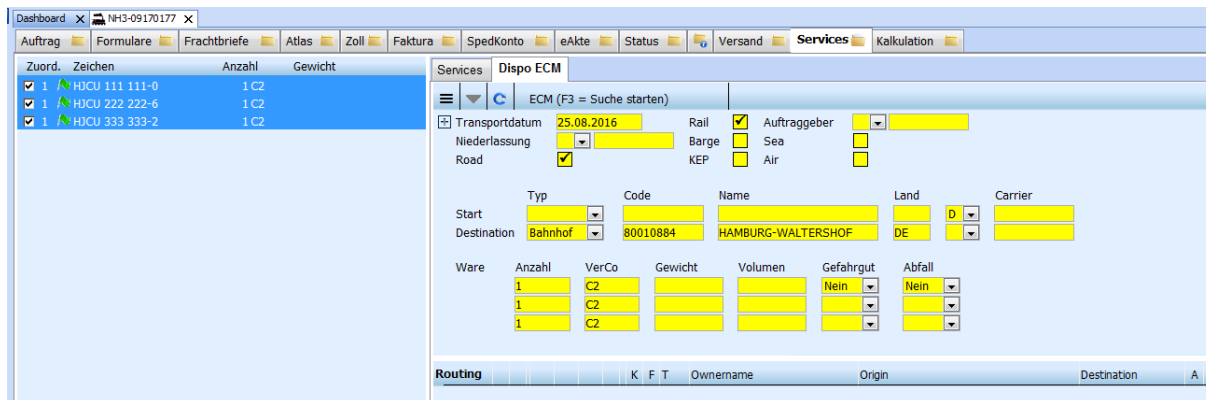 Dashboard X NH3-09170177 X
Auftrag Formulare Frachtbriefe Atlas Zoll Faktura SpedKonto eAkte Status Versand Services Kalkulation
Zuord. Zeichen Anzahl Gewicht
1 HJCU 111 111-0 1 C2
1 HJCU 222 222-6 1 C2
1 HJCU 333 333-2 1 C2
Services Dispo ECM
ECM (F3 = Suche starten)
Transportdatum 25.08.2016 Rail Auftraggeber
Niederlassung Barge Sea
Road KEP Air
Typ Code Name Land Carrier
Start D
Destination Bahnhof 80010884 HAMBURG-WALTERSHOF DE
Ware Anzahl VerCo Gewicht Volumen Gefahrgut Abfall
1 C2 Nein Nein
1 C2
1 C2
Routing K F T Ownername Origin Destination A